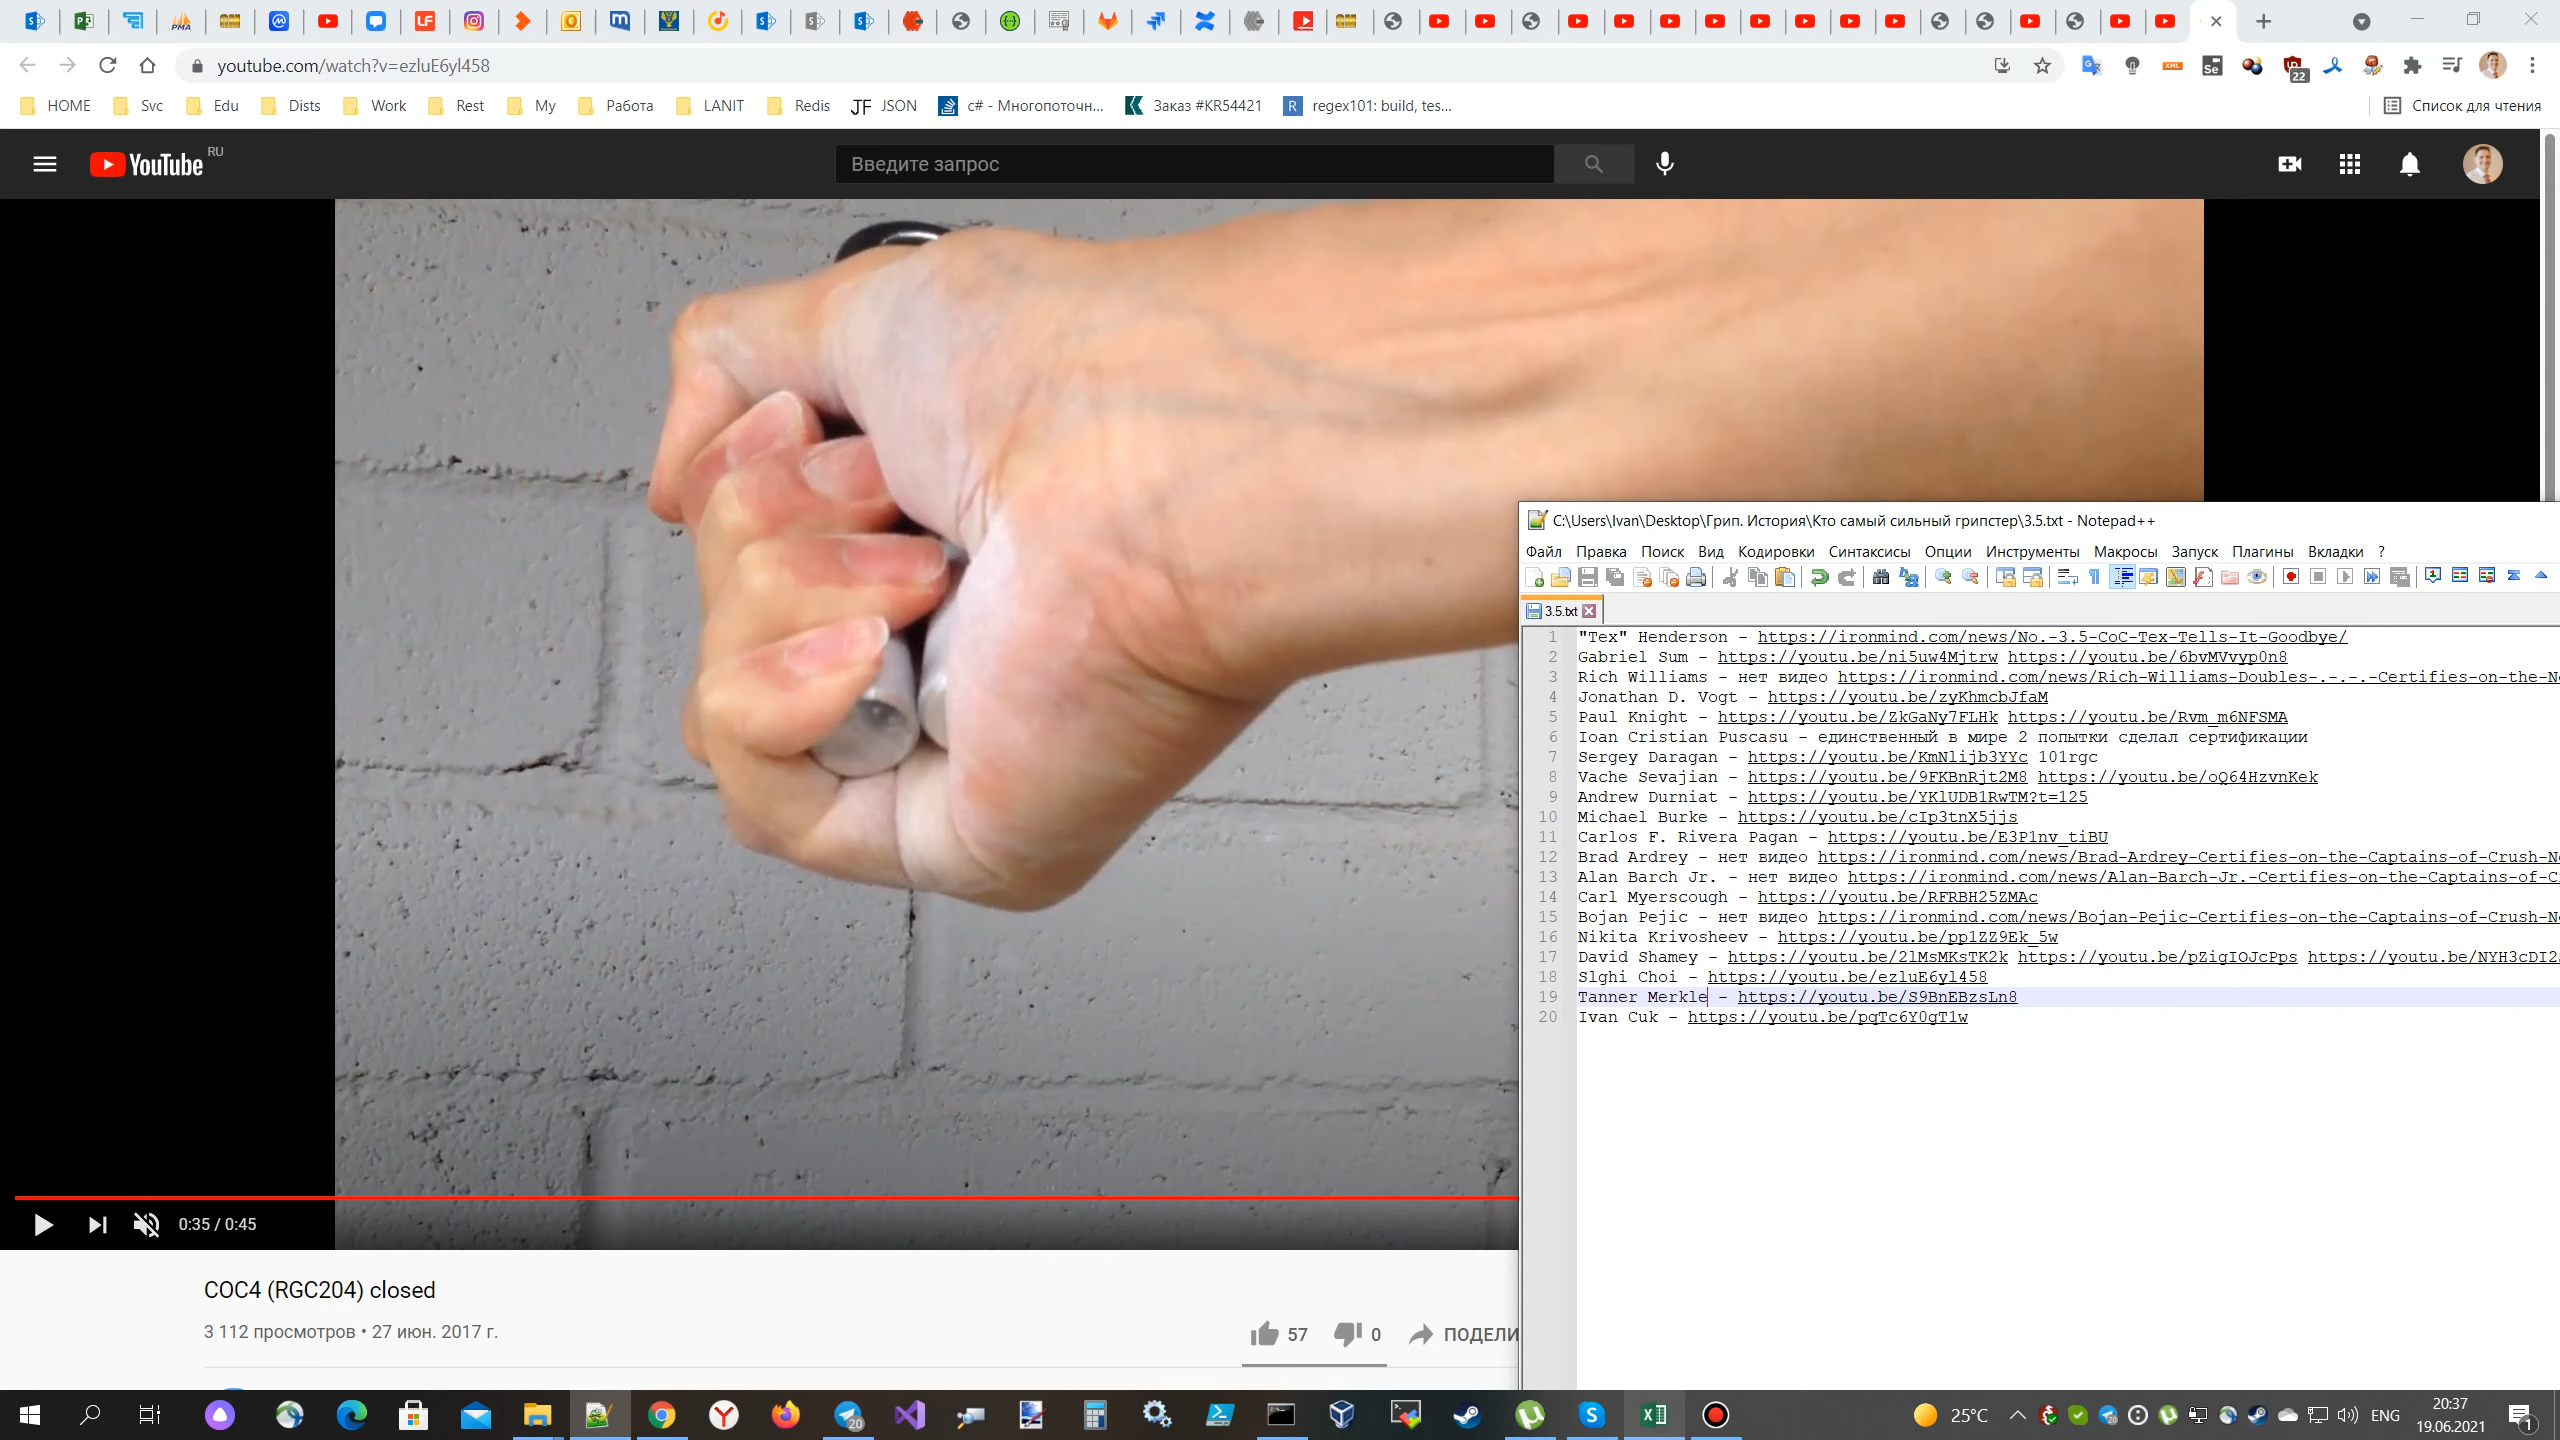 youtube.com/watch?v=ezluE6yl458
22
HOME Svc Edu Dists Work Rest My Работа LANIT Redis JF JSON c# - Многопоточн... Заказ #KR54421 R regex101: build, tes... Список для чтения
YouTube RU
Введите запрос
C:\Users\Ivan\Desktop\Грип. История\Кто самый сильный грипстер\3.5.txt - Notepad++
Файл Правка Поиск Вид Кодировки Синтаксисы Опции Инструменты Макросы Запуск Плагины Вкладки ?
3.5.txt
1 "Tex" Henderson - https://ironmind.com/news/No.-3.5-CoC-Tex-Tells-It-Goodbye/
2 Gabriel Sum - https://youtu.be/ni5uw4Mjtrw https://youtu.be/6bvMVvyp0n8
3 Rich Williams - нет видео https://ironmind.com/news/Rich-Williams-Doubles-.-.-.-Certifies-on-the-N
4 Jonathan D. Vogt - https://youtu.be/zyKhmcbJfaM
5 Paul Knight - https://youtu.be/ZkGaNy7FLHk https://youtu.be/Rvm_m6NFSMA
6 Ioan Cristian Puscasu - единственный в мире 2 попытки сделал сертификации
7 Sergey Daragan - https://youtu.be/KmNlijb3YYc 101rgc
8 Vache Sevajian - https://youtu.be/9FKBnRjt2M8 https://youtu.be/oQ64HzvnKek
9 Andrew Durniat - https://youtu.be/YKlUDB1RwTM?t=125
10 Michael Burke - https://youtu.be/cIp3tnX5jjs
11 Carlos F. Rivera Pagan - https://youtu.be/E3P1nv_tiBU
12 Brad Ardrey - нет видео https://ironmind.com/news/Brad-Ardrey-Certifies-on-the-Captains-of-Crush-N
13 Alan Barch Jr. - нет видео https://ironmind.com/news/Alan-Barch-Jr.-Certifies-on-the-Captains-of-C
14 Carl Myerscough - https://youtu.be/RFRBH25ZMAc
15 Bojan Pejic - нет видео https://ironmind.com/news/Bojan-Pejic-Certifies-on-the-Captains-of-Crush-N
16 Nikita Krivosheev - https://youtu.be/pp1ZZ9Ek_5w
17 David Shamey - https://youtu.be/2lMsMKsTK2k https://youtu.be/pZigIOJcPps https://youtu.be/NYH3cDI2
18 Slghi Choi - https://youtu.be/ezluE6yl458
19 Tanner Merkle - https://youtu.be/S9BnEBzsLn8
20 Ivan Cuk - https://youtu.be/pqTc6Y0gT1w
0:35 / 0:45
COC4 (RGC204) closed
3 112 просмотров • 27 июн. 2017 г.
57 0 ПОДЕЛИ
20
25°C ENG 20:37
19.06.2021
1